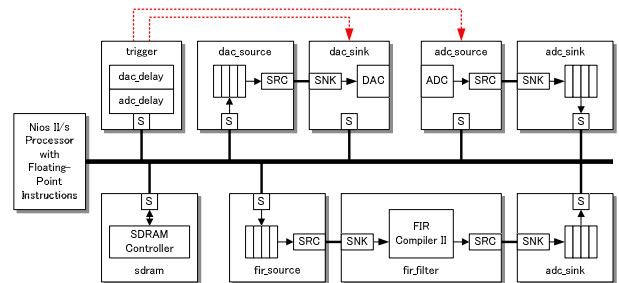 trigger
dac_delay
adc_delay
S
dac_source
SRC
S
dac_sink
SNK
DAC
S
adc_source
ADC
SRC
S
adc_sink
SNK
S
Nios II/s
Processor
with
Floating-
Point
Instructions
S
SDRAM
Controller
sdram
S
SRC
fir_source
SNK
FIR
Compiler II
SRC
fir_filter
S
SNK
adc_sink